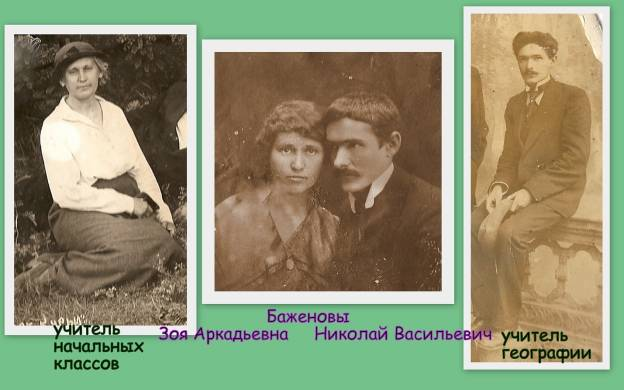 Баженовы
Зоя Аркадьевна Николай Васильевич
учитель
начальных
классов
учитель
географии